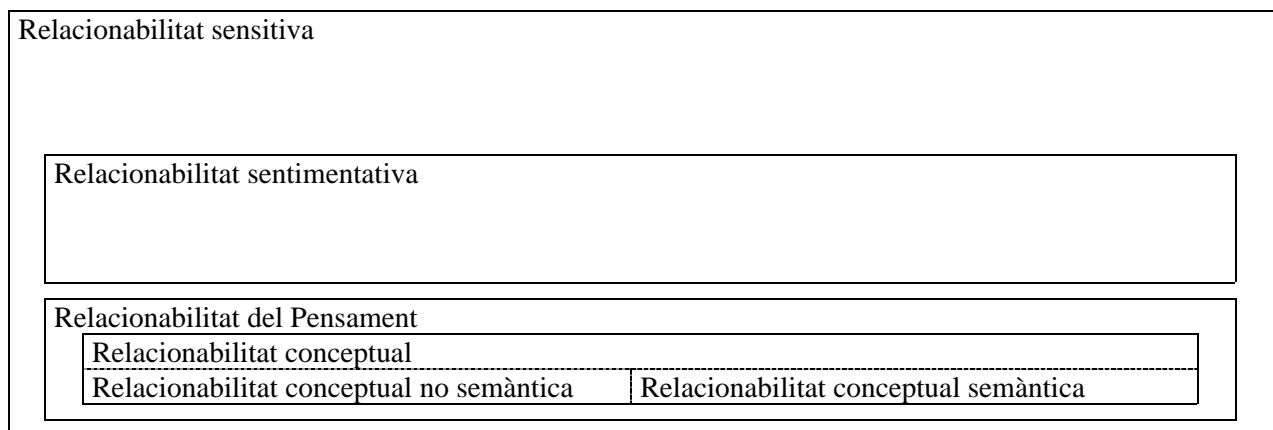 Relacionabilitat sensitiva
Relacionabilitat sentimentativa
Relacionabilitat del Pensament
Relacionabilitat conceptual
Relacionabilitat conceptual no semàntica
Relacionabilitat conceptual semàntica